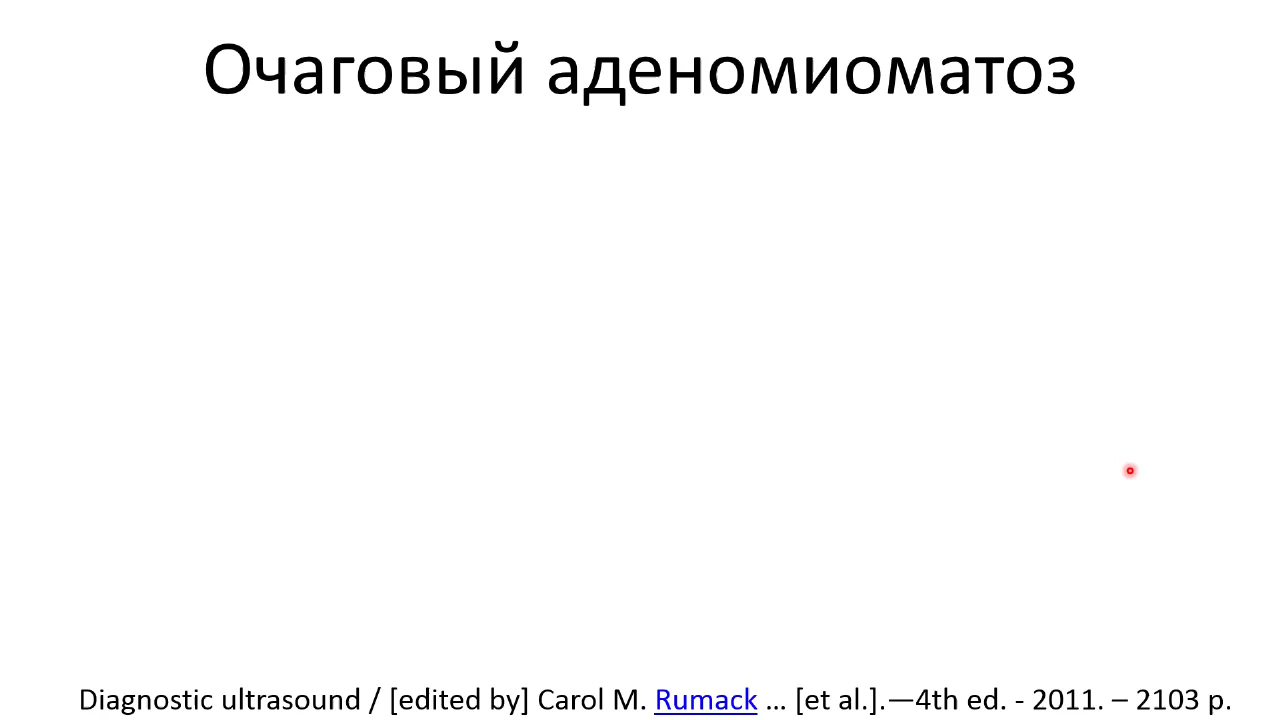 Очаговый аденомиоматоз
Diagnostic ultrasound / [edited by] Carol M. Rumack … [et al.].—4th ed. - 2011. – 2103 p.